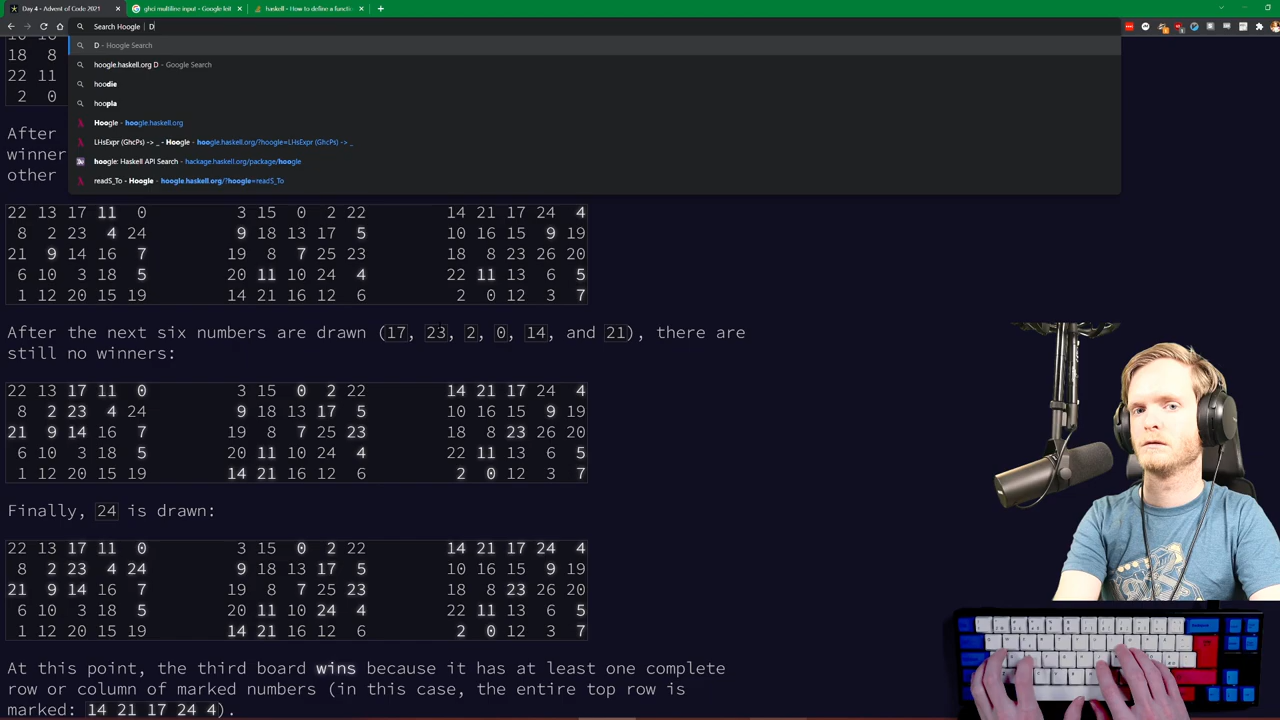 Day 4 - Advent of Code 2021
ghci multiline input - Google leit
haskell - How to define a functi
Search Hoogle | D
D - Hoogle Search
hoogle.haskell.org D - Google Search
hoodie
hoopla
Hoogle - hoogle.haskell.org
LHsExpr (GhcPs) -> _ - Hoogle - hoogle.haskell.org/?hoogle=LHsExpr (GhcPs) -> _
hoogle: Haskell API Search - hackage.haskell.org/package/hoogle
readS_To - Hoogle - hoogle.haskell.org/?hoogle=readS_To
18 8
22 11
2 0
After
winner
other
22 13 17 11 0 3 15 0 2 22 14 21 17 24 4
8 2 23 4 24 9 18 13 17 5 10 16 15 9 19
21 9 14 16 7 19 8 7 25 23 18 8 23 26 20
6 10 3 18 5 20 11 10 24 4 22 11 13 6 5
1 12 20 15 19 14 21 16 12 6 2 0 12 3 7
After the next six numbers are drawn (17, 23, 2, 0, 14, and 21), there are
still no winners:
22 13 17 11 0 3 15 0 2 22 14 21 17 24 4
8 2 23 4 24 9 18 13 17 5 10 16 15 9 19
21 9 14 16 7 19 8 7 25 23 18 8 23 26 20
6 10 3 18 5 20 11 10 24 4 22 11 13 6 5
1 12 20 15 19 14 21 16 12 6 2 0 12 3 7
Finally, 24 is drawn:
22 13 17 11 0 3 15 0 2 22 14 21 17 24 4
8 2 23 4 24 9 18 13 17 5 10 16 15 9 19
21 9 14 16 7 19 8 7 25 23 18 8 23 26 20
6 10 3 18 5 20 11 10 24 4 22 11 13 6 5
1 12 20 15 19 14 21 16 12 6 2 0 12 3 7
At this point, the third board wins because it has at least one complete
row or column of marked numbers (in this case, the entire top row is
marked: 14 21 17 24 4).